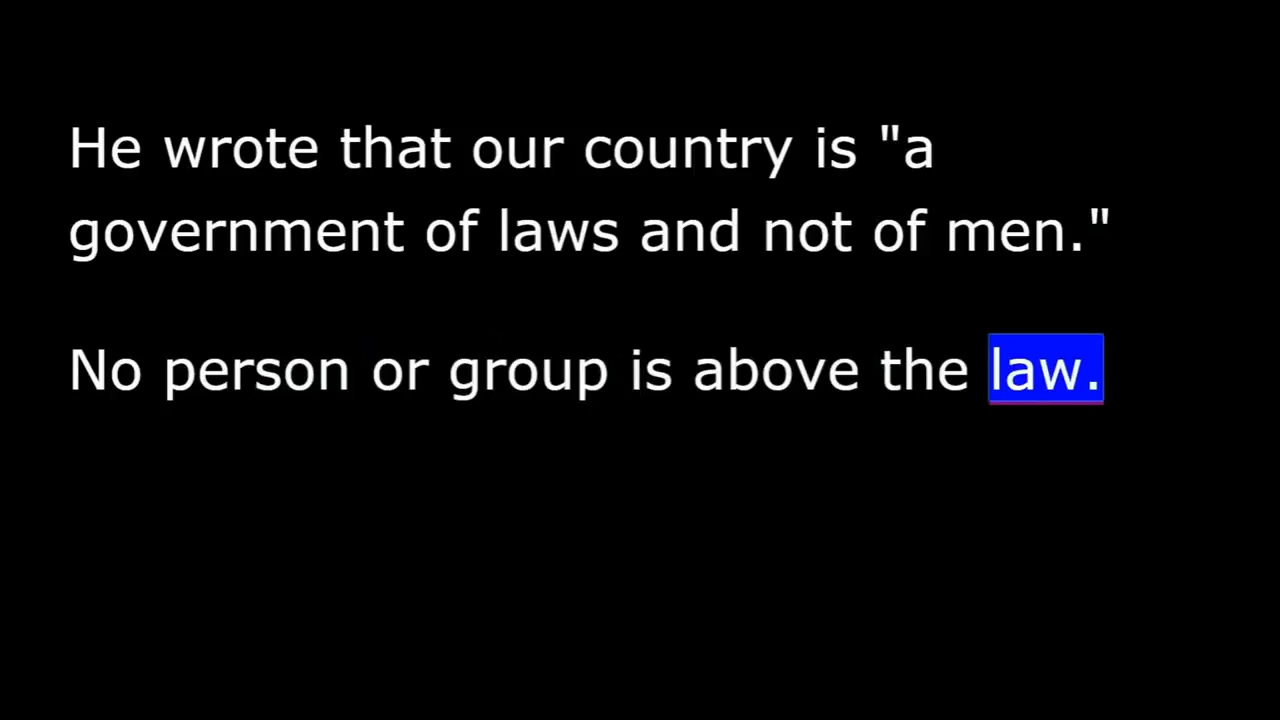 He wrote that our country is "a
government of laws and not of men."
No person or group is above the law.